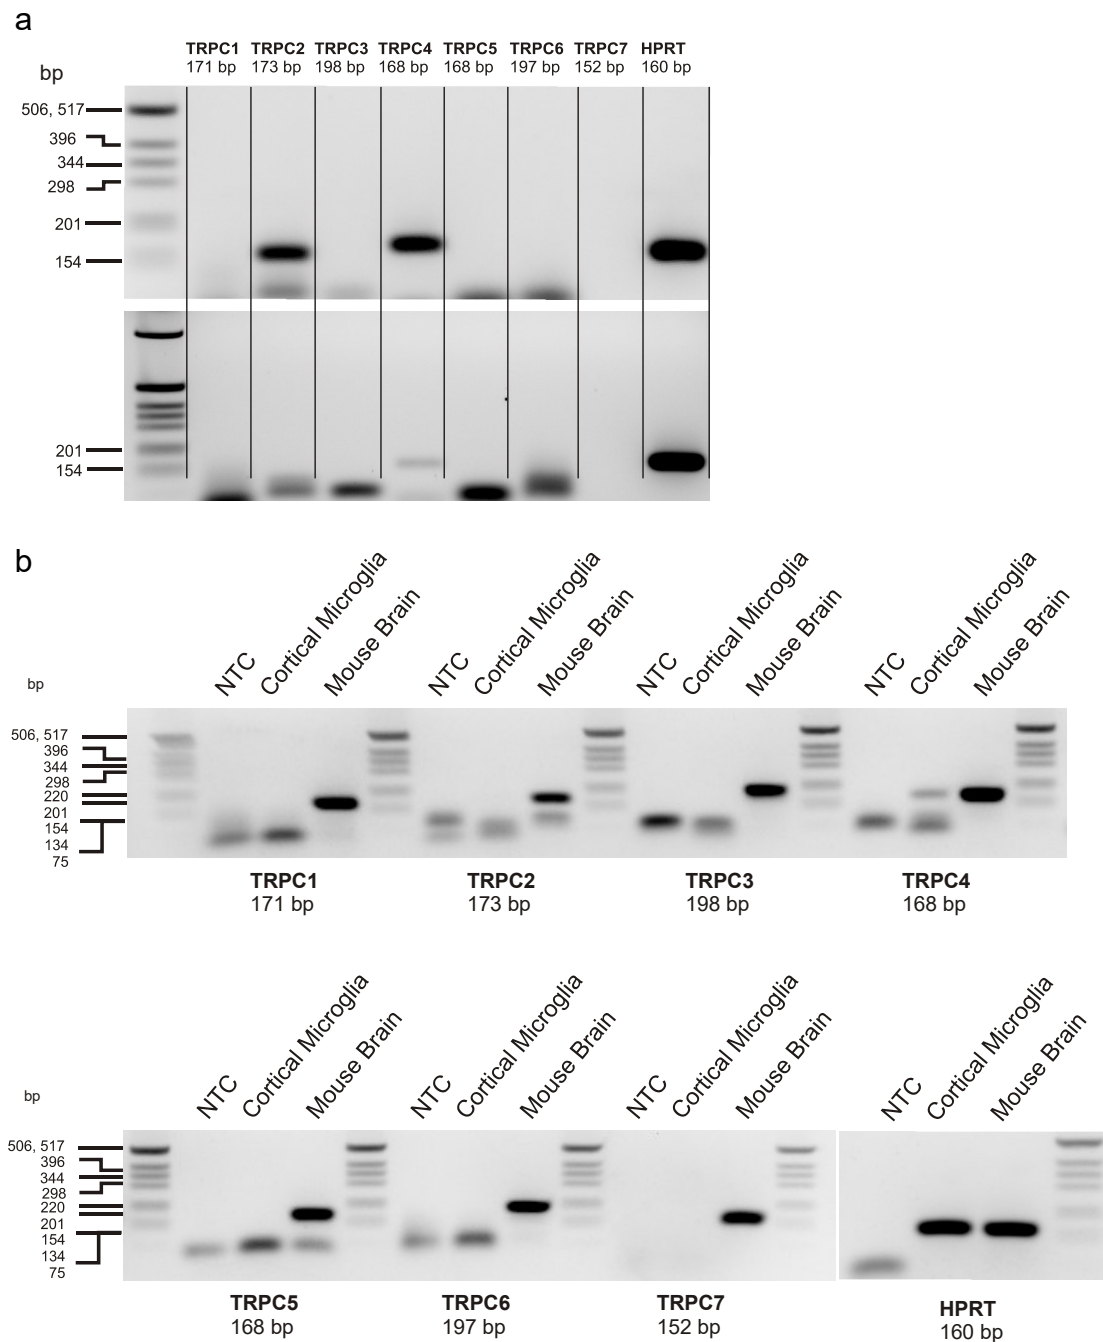 a
TRPC1 TRPC2 TRPC3 TRPC4 TRPC5 TRPC6 TRPC7 HPRT
171 bp 173 bp 198 bp 168 bp 168 bp 197 bp 152 bp 160 bp
bp
506, 517
396
344
298
201
154
201
154
b
NTC Cortical Microglia Mouse Brain NTC Cortical Microglia Mouse Brain NTC Cortical Microglia Mouse Brain NTC Cortical Microglia Mouse Brain
bp
506, 517
396
344
298
220
201
154
134
75
TRPC1 TRPC2 TRPC3 TRPC4
171 bp 173 bp 198 bp 168 bp
NTC Cortical Microglia Mouse Brain NTC Cortical Microglia Mouse Brain NTC Cortical Microglia Mouse Brain NTC Cortical Microglia Mouse Brain
bp
506, 517
396
344
298
220
201
154
134
75
TRPC5 TRPC6 TRPC7 HPRT
168 bp 197 bp 152 bp 160 bp